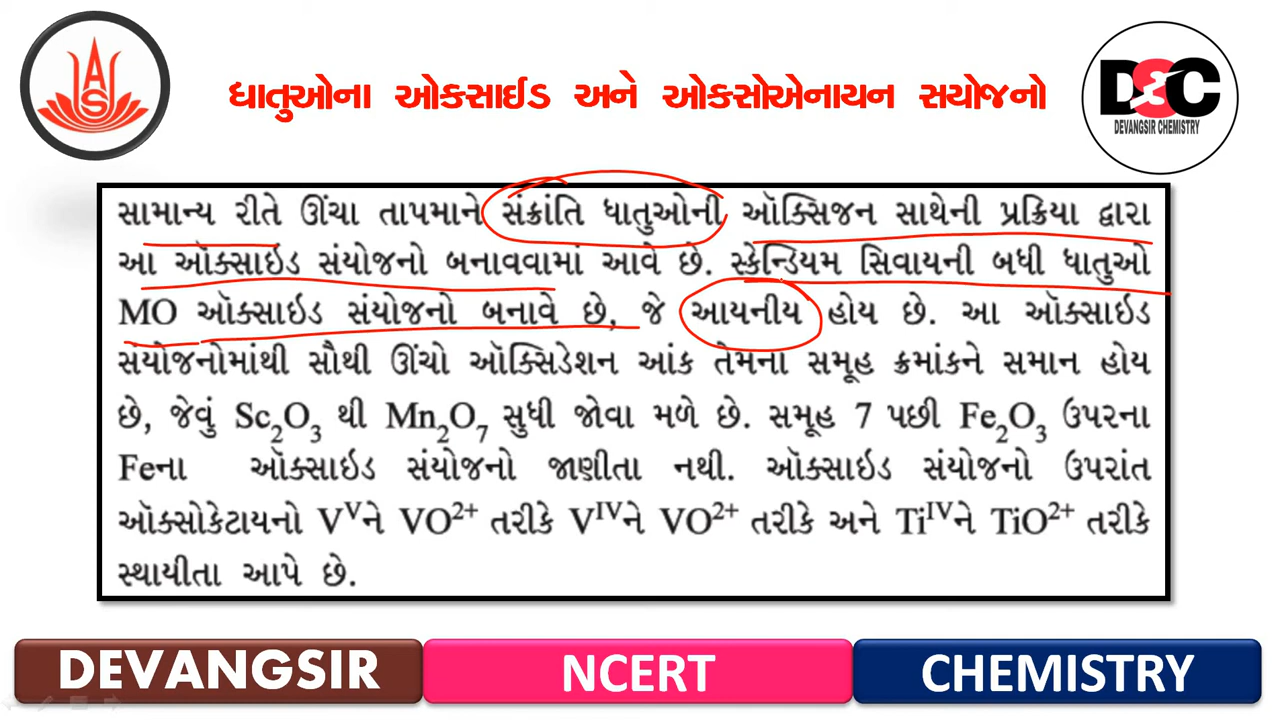 ધાતુઓના ઓકસાઈડ અને ઓકસોએનાયન સયોજનો
DEC
DEVANGSIR CHEMISTRY
સામાન્ય રીતે ઊંચા તાપમાને સંક્રાંતિ ધાતુઓની ઑક્સિજન સાથેની પ્રક્રિયા દ્વારા
આ ઑક્સાઇડ સંયોજનો બનાવવામાં આવે છે. સ્કેન્ડિયમ સિવાયની બધી ધાતુઓ
MO ઑક્સાઇડ સંયોજનો બનાવે છે, જે આયનીય હોય છે. આ ઑક્સાઇડ
સંયોજનોમાંથી સૌથી ઊંચો ઑક્સિડેશન આંક તેમના સમૂહ ક્રમાંકને સમાન હોય
છે, જેવું Sc₂O₃ થી Mn₂O₇ સુધી જોવા મળે છે. સમૂહ 7 પછી Fe₂O₃ ઉપરના
Feના ઑક્સાઇડ સંયોજનો જાણીતા નથી. ઑક્સાઇડ સંયોજનો ઉપરાંત
ઑક્સોકેટાયનો Vⱽને VO²⁺ તરીકે Vᴵⱽને VO²⁺ તરીકે અને Tiᴵⱽને TiO²⁺ તરીકે
સ્થાયીતા આપે છે.
DEVANGSIR
NCERT
CHEMISTRY